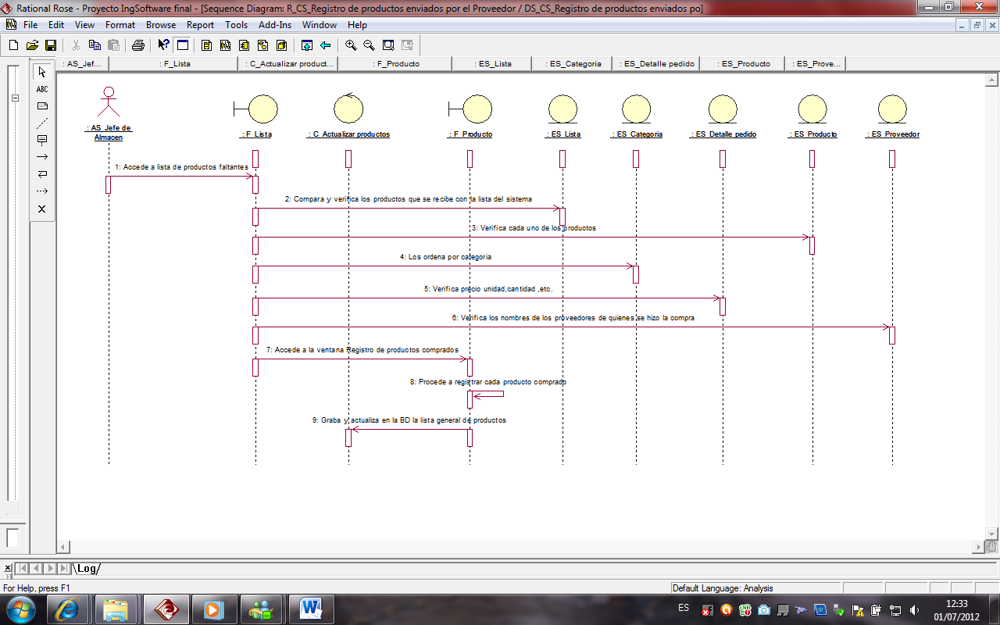 Rational Rose - Proyecto IngSoftware final - [Sequence Diagram: R_CS_Registro de productos enviados por el Proveedor / DS_CS_Registro de productos enviados po]
File Edit View Format Browse Report Tools Add-Ins Window Help
: AS_Jef... : F_Lista : C_Actualizar product... : F_Producto : ES_Lista : ES_Categoria : ES_Detalle pedido : ES_Producto : ES_Prove...
ABC
: AS_Jefe de
Almacen
: F_Lista : C_Actualizar productos : F_Producto : ES_Lista : ES_Categoria : ES_Detalle pedido : ES_Producto : ES_Proveedor
1: Accede a lista de productos faltantes
2: Compara y verifica los productos que se recibe con la lista del sistema
3: Verifica cada uno de los productos
4: Los ordena por categoria
5: Verifica precio unidad,cantidad ,etc.
6: Verifica los nombres de los proveedores de quienes se hizo la compra
7: Accede a la ventana Registro de productos comprados
8: Procede a registrar cada producto comprado
9: Graba y actualiza en la BD la lista general de productos
Log
For Help, press F1
Default Language: Analysis
ES
12:33
01/07/2012